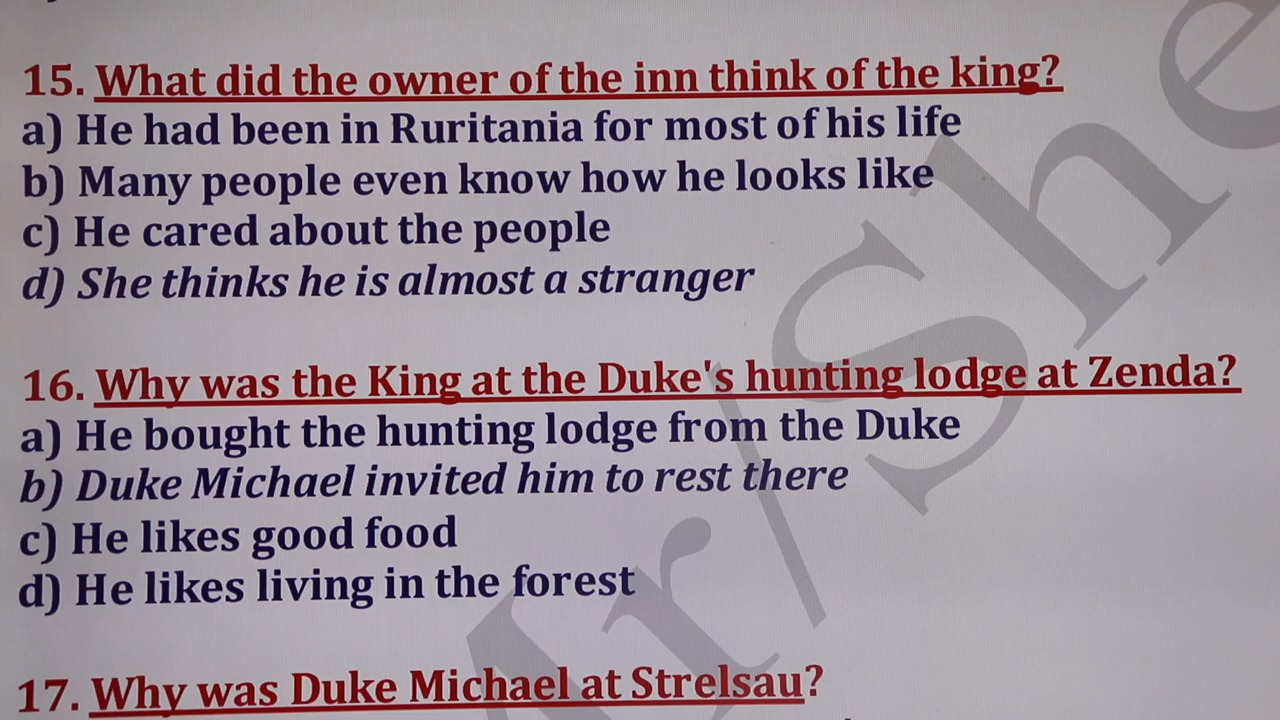 15. What did the owner of the inn think of the king?
a) He had been in Ruritania for most of his life
b) Many people even know how he looks like
c) He cared about the people
d) She thinks he is almost a stranger
16. Why was the King at the Duke's hunting lodge at Zenda?
a) He bought the hunting lodge from the Duke
b) Duke Michael invited him to rest there
c) He likes good food
d) He likes living in the forest
17. Why was Duke Michael at Strelsau?
Mr/She